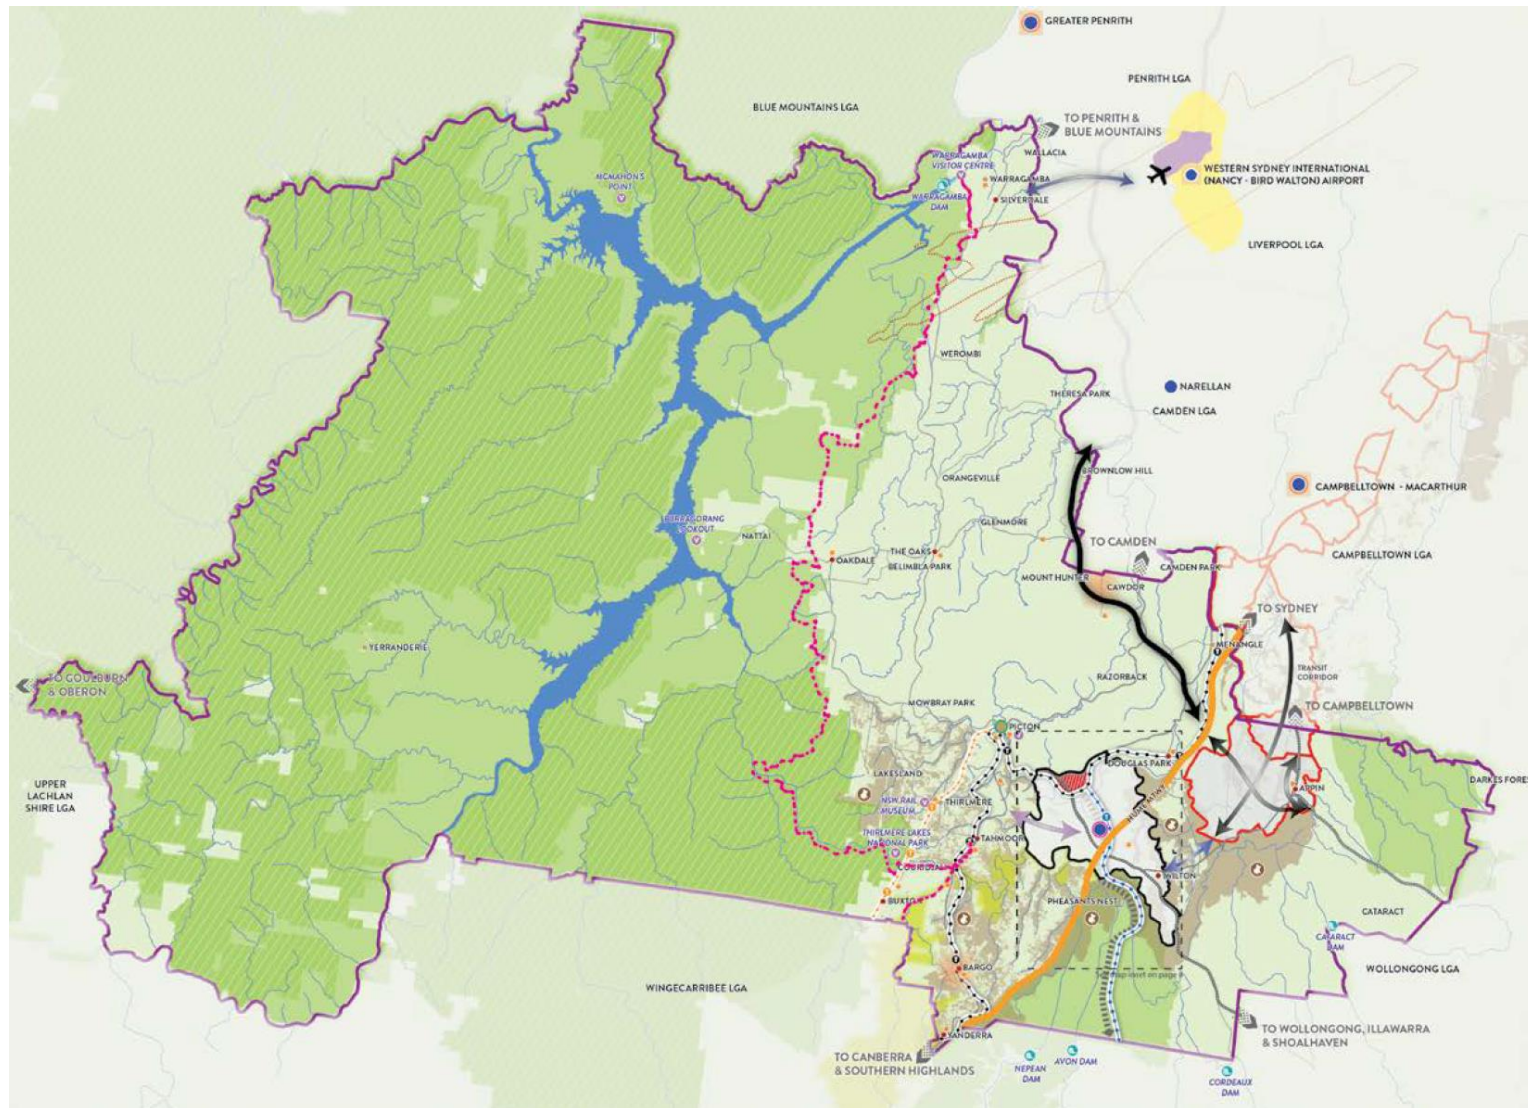 GREATER PENRITH
PENRITH LGA
BLUE MOUNTAINS LGA
TO PENRITH &
BLUE MOUNTAINS
WALLACIA
WARRAGAMBA
VISITOR CENTRE
WESTERN SYDNEY INTERNATIONAL
(NANCY - BIRD WALTON) AIRPORT
MCMAHON'S
POINT
WARRAGAMBA
WARRAGAMBA
DAM
SILVERDALE
LIVERPOOL LGA
WEROMBI
THERESA PARK
NARELLAN
CAMDEN LGA
BROWNLOW HILL
ORANGEVILLE
CAMPBELLTOWN - MACARTHUR
BURRAGORANG
LOOKOUT
NATTAI
GLENMORE
TO CAMDEN
THE OAKS
OAKDALE
BELIMBLA PARK
CAMPBELLTOWN LGA
CAMDEN PARK
MOUNT HUNTER
CAWDOR
TO SYDNEY
YERRANDERIE
MENANGLE
TO GOULBURN
& OBERON
TRANSIT
CORRIDOR
RAZORBACK
MOWBRAY PARK
TO CAMPBELLTOWN
PICTON
DOUGLAS PARK
LAKESLAND
UPPER
LACHLAN
SHIRE LGA
DARKES FORES
APPIN
NSW RAIL
MUSEUM
THIRLMERE
HUME MTWY
THIRLMERE LAKES
NATIONAL PARK
TAHMOOR
COURIDJAH
WILTON
BUXTO
PHEASANTS NEST
CATARACT
CATARACT
DAM
BARGO
WOLLONGONG LGA
WINGECARRIBEE LGA
TO WOLLONGONG, ILLAWARRA
& SHOALHAVEN
YANDERRA
TO CANBERRA
& SOUTHERN HIGHLANDS
NEPEAN
DAM
AVON DAM
CORDEAUX
DAM